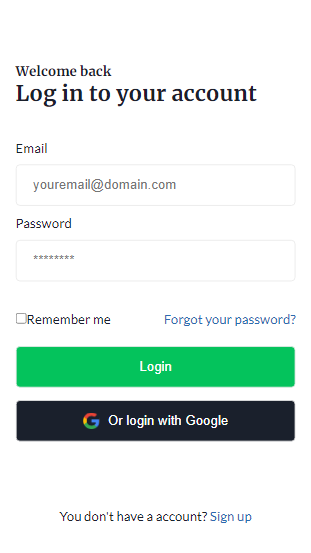 Welcome back
Log in to your account
Email
youremail@domain.com
Password
********
Remember me
Forgot your password?
Login
Or login with Google
You don't have a account? Sign up